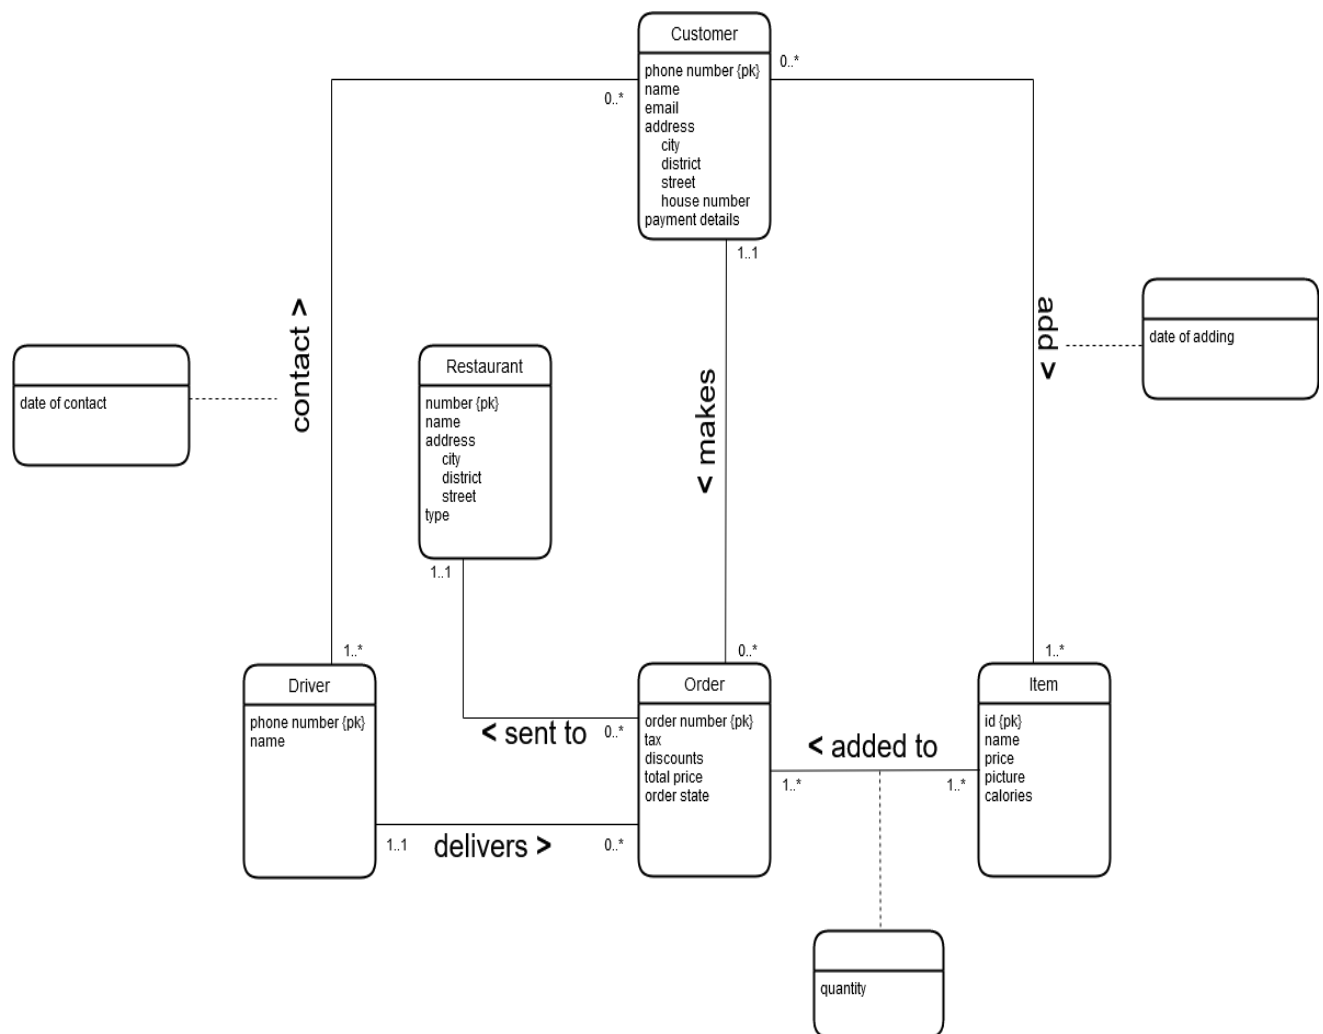 Customer
phone number {pk}
name
email
address
city
district
street
house number
payment details
0..*
0..*
1..1
contact >
date of contact
Restaurant
number {pk}
name
address
city
district
street
type
1..1
< makes
add >
date of adding
1..*
0..*
1..*
Driver
phone number {pk}
name
Order
order number {pk}
tax
discounts
total price
order state
Item
id {pk}
name
price
picture
calories
< sent to
0..*
< added to
1..*
1..*
1..1
delivers >
0..*
quantity